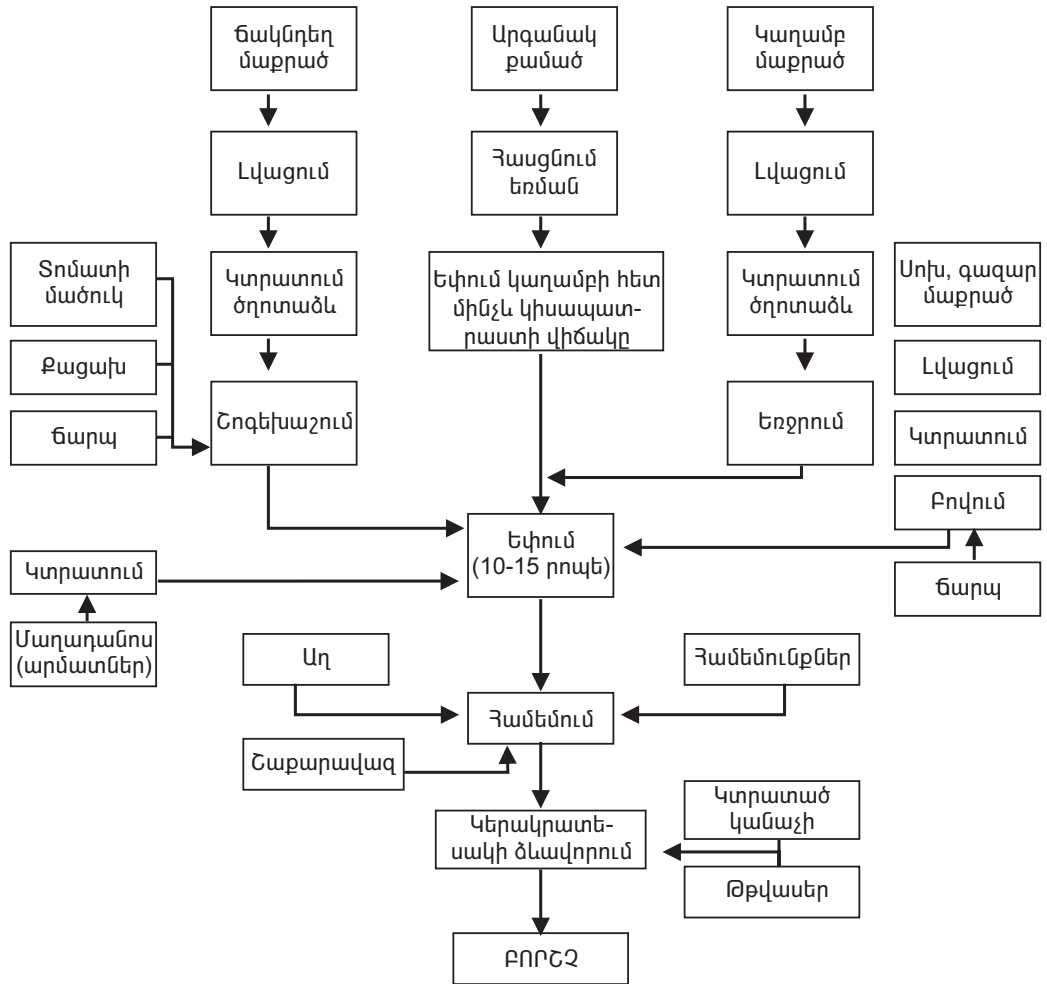 Ճակնդեղ
մաքրած
Արգանակ
քամած
Կաղամբ
մաքրած
Լվացում
Հասցնում
եռման
Լվացում
Տոմատի
մածուկ
Կտրատում
ծղոտաձև
Եփում կաղամբի հետ
մինչև կիսապատ-
րաստի վիճակը
Կտրատում
ծղոտաձև
Սոխ, գազար
մաքրած
Քացախ
Լվացում
Ճարպ
Շոգեխաշում
Եռջրում
Կտրատում
Բովում
Եփում
(10-15 րոպե)
Կտրատում
Ճարպ
Մաղադանոս
(արմատներ)
Աղ
Համեմունքներ
Համեմում
Շաքարավազ
Կտրատած
կանաչի
Կերակրատե-
սակի ձևավորում
Թթվասեր
ԲՈՐՇՉ